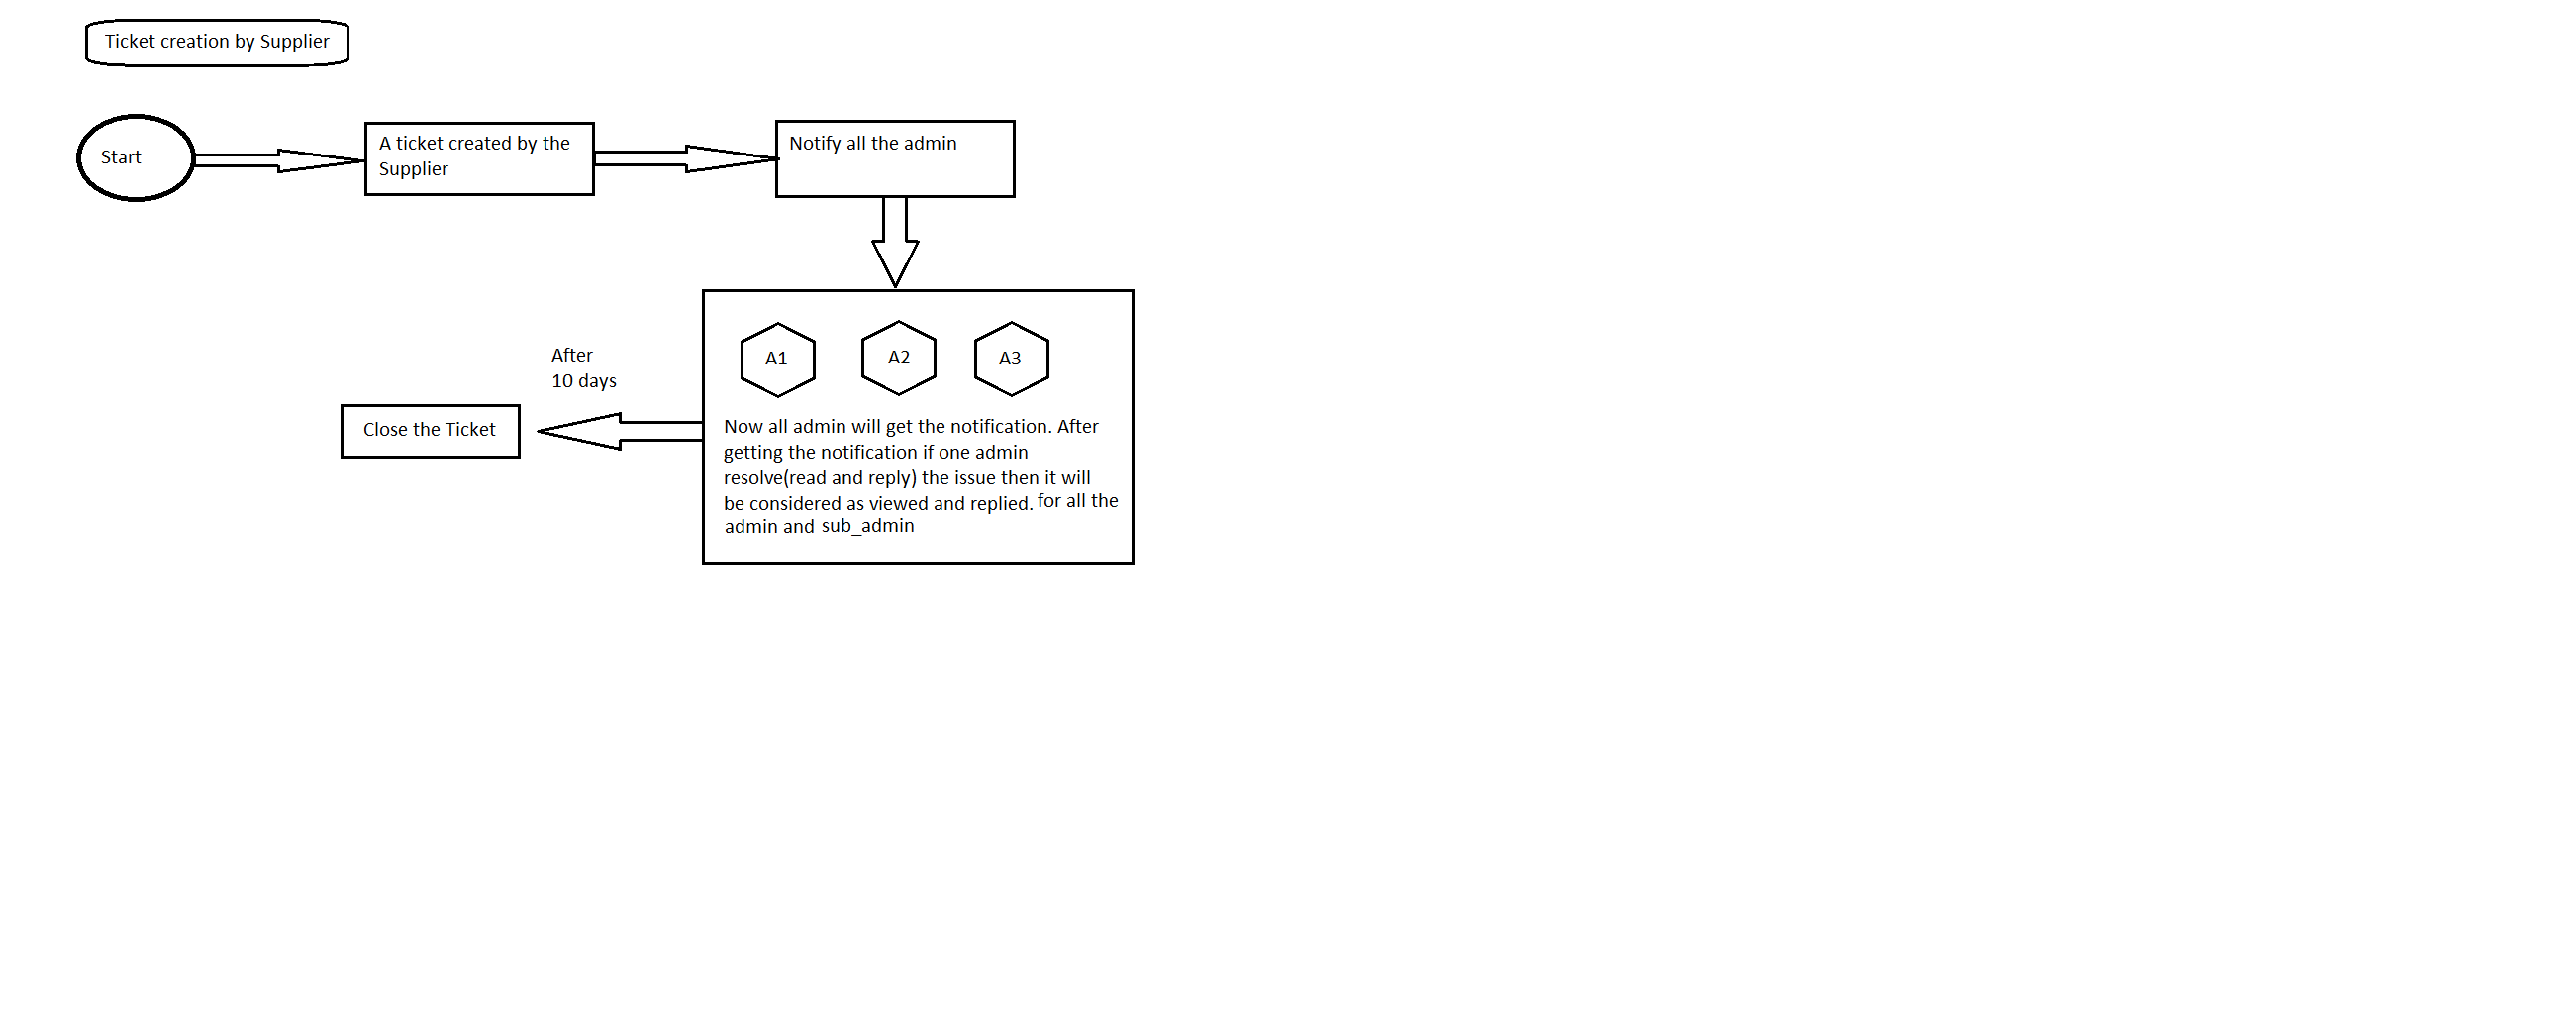 Ticket creation by Supplier
Start
A ticket created by the
Supplier
Notify all the admin
A1
A2
A3
After
10 days
Close the Ticket
Now all admin will get the notification. After
getting the notification if one admin
resolve(read and reply) the issue then it will
be considered as viewed and replied. for all the
admin and sub_admin